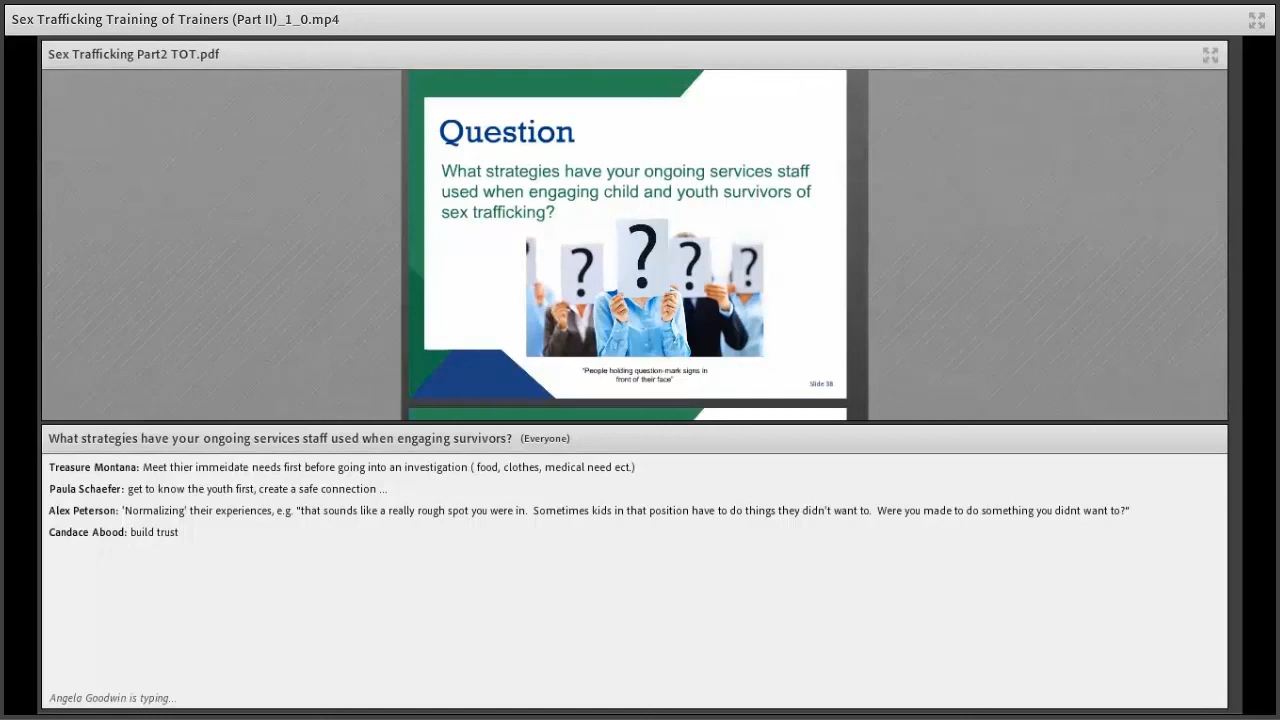 Sex Trafficking Training of Trainers (Part II)_1_0.mp4
Sex Trafficking Part2 TOT.pdf
Question
What strategies have your ongoing services staff
used when engaging child and youth survivors of
sex trafficking?
? ? ? ?
"People holding question-mark signs in
front of their face"
Slide 38
What strategies have your ongoing services staff used when engaging survivors? (Everyone)
Treasure Montana: Meet thier immeidate needs first before going into an investigation ( food, clothes, medical need ect.)
Paula Schaefer: get to know the youth first, create a safe connection ...
Alex Peterson: 'Normalizing' their experiences, e.g. "that sounds like a really rough spot you were in.  Sometimes kids in that position have to do things they didn't want to.  Were you made to do something you didnt want to?"
Candace Abood: build trust
Angela Goodwin is typing...